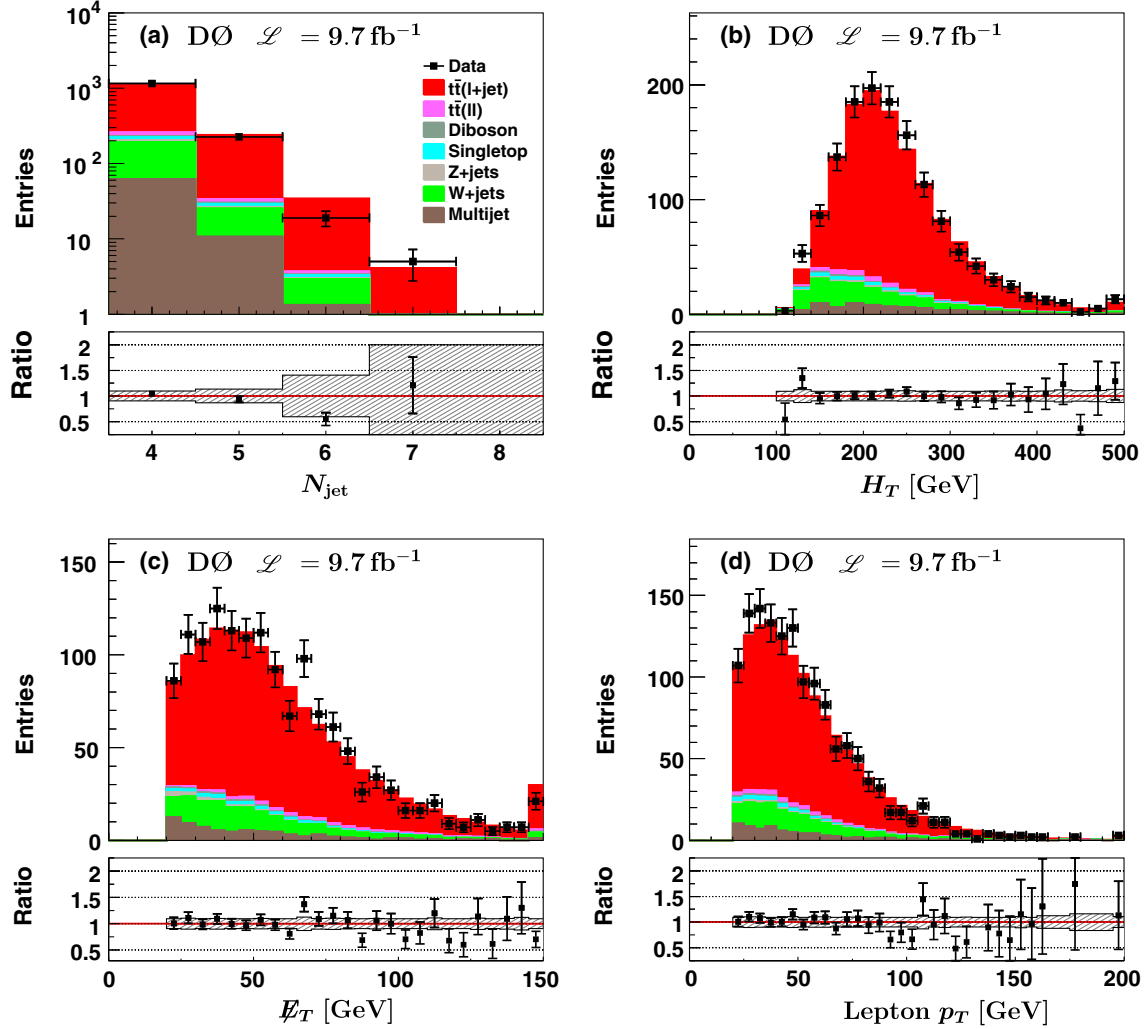 (a) DØ ℒ = 9.7 fb⁻¹
Entries
10⁴
10³
10²
10
1
Data
tt̄(l+jet)
tt̄(ll)
Diboson
Singletop
Z+jets
W+jets
Multijet
Ratio
2
1.5
1
0.5
4 5 6 7 8
N_jet
(b) DØ ℒ = 9.7 fb⁻¹
Entries
200
100
0
Ratio
2
1.5
1
0.5
0 100 200 300 400 500
H_T [GeV]
(c) DØ ℒ = 9.7 fb⁻¹
Entries
150
100
50
0
Ratio
2
1.5
1
0.5
0 50 100 150
E̸_T [GeV]
(d) DØ ℒ = 9.7 fb⁻¹
Entries
150
100
50
0
Ratio
2
1.5
1
0.5
0 50 100 150 200
Lepton p_T [GeV]